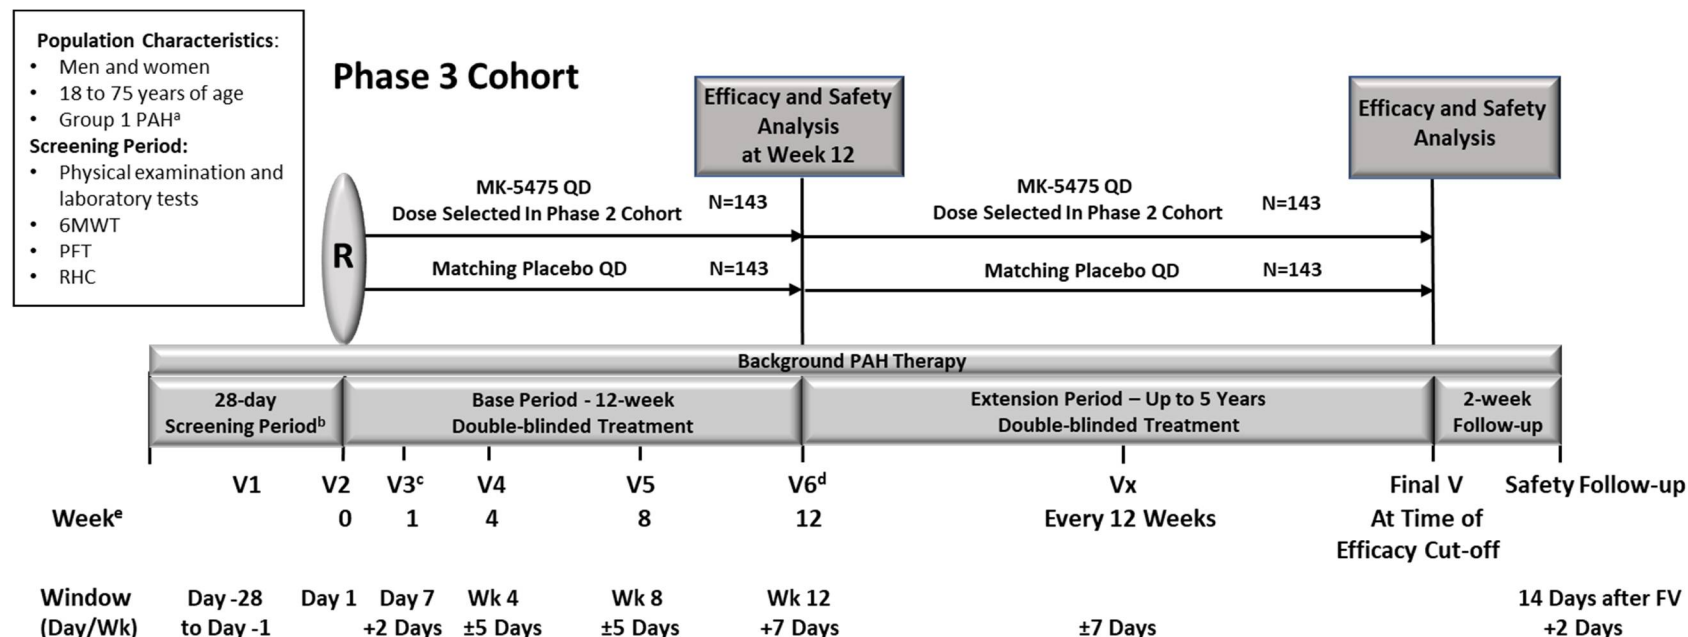 Population Characteristics:
• Men and women
• 18 to 75 years of age
• Group 1 PAHᵃ
Screening Period:
• Physical examination and
laboratory tests
• 6MWT
• PFT
• RHC
Phase 3 Cohort
Efficacy and Safety
Analysis
at Week 12
Efficacy and Safety
Analysis
R
MK-5475 QD
Dose Selected In Phase 2 Cohort
N=143
MK-5475 QD
Dose Selected In Phase 2 Cohort
N=143
Matching Placebo QD N=143
Matching Placebo QD N=143
Background PAH Therapy
28-day
Screening Periodᵇ
Base Period - 12-week
Double-blinded Treatment
Extension Period – Up to 5 Years
Double-blinded Treatment
2-week
Follow-up
V1 V2 V3ᶜ V4 V5 V6ᵈ Vx Final V Safety Follow-up
Weekᵉ 0 1 4 8 12 Every 12 Weeks At Time of
Efficacy Cut-off
Window Day -28 Day 1 Day 7 Wk 4 Wk 8 Wk 12 14 Days after FV
(Day/Wk) to Day -1 +2 Days ±5 Days ±5 Days +7 Days ±7 Days +2 Days